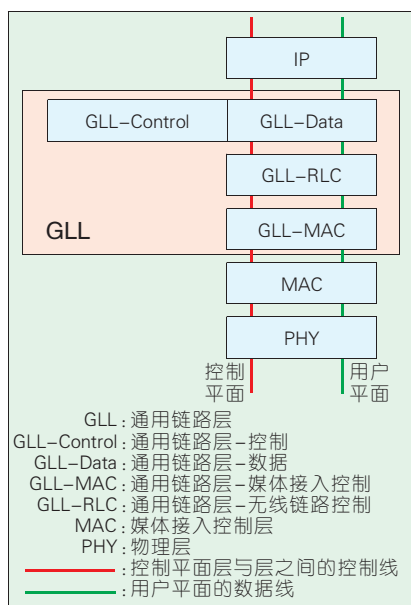 IP
GLL-Control
GLL-Data
GLL-RLC
GLL
GLL-MAC
MAC
PHY
控制
平面
用户
平面
GLL:通用链路层
GLL-Control:通用链路层-控制
GLL-Data:通用链路层-数据
GLL-MAC:通用链路层-媒体接入控制
GLL-RLC:通用链路层-无线链路控制
MAC:媒体接入控制层
PHY:物理层
:控制平面层与层之间的控制线
:用户平面的数据线